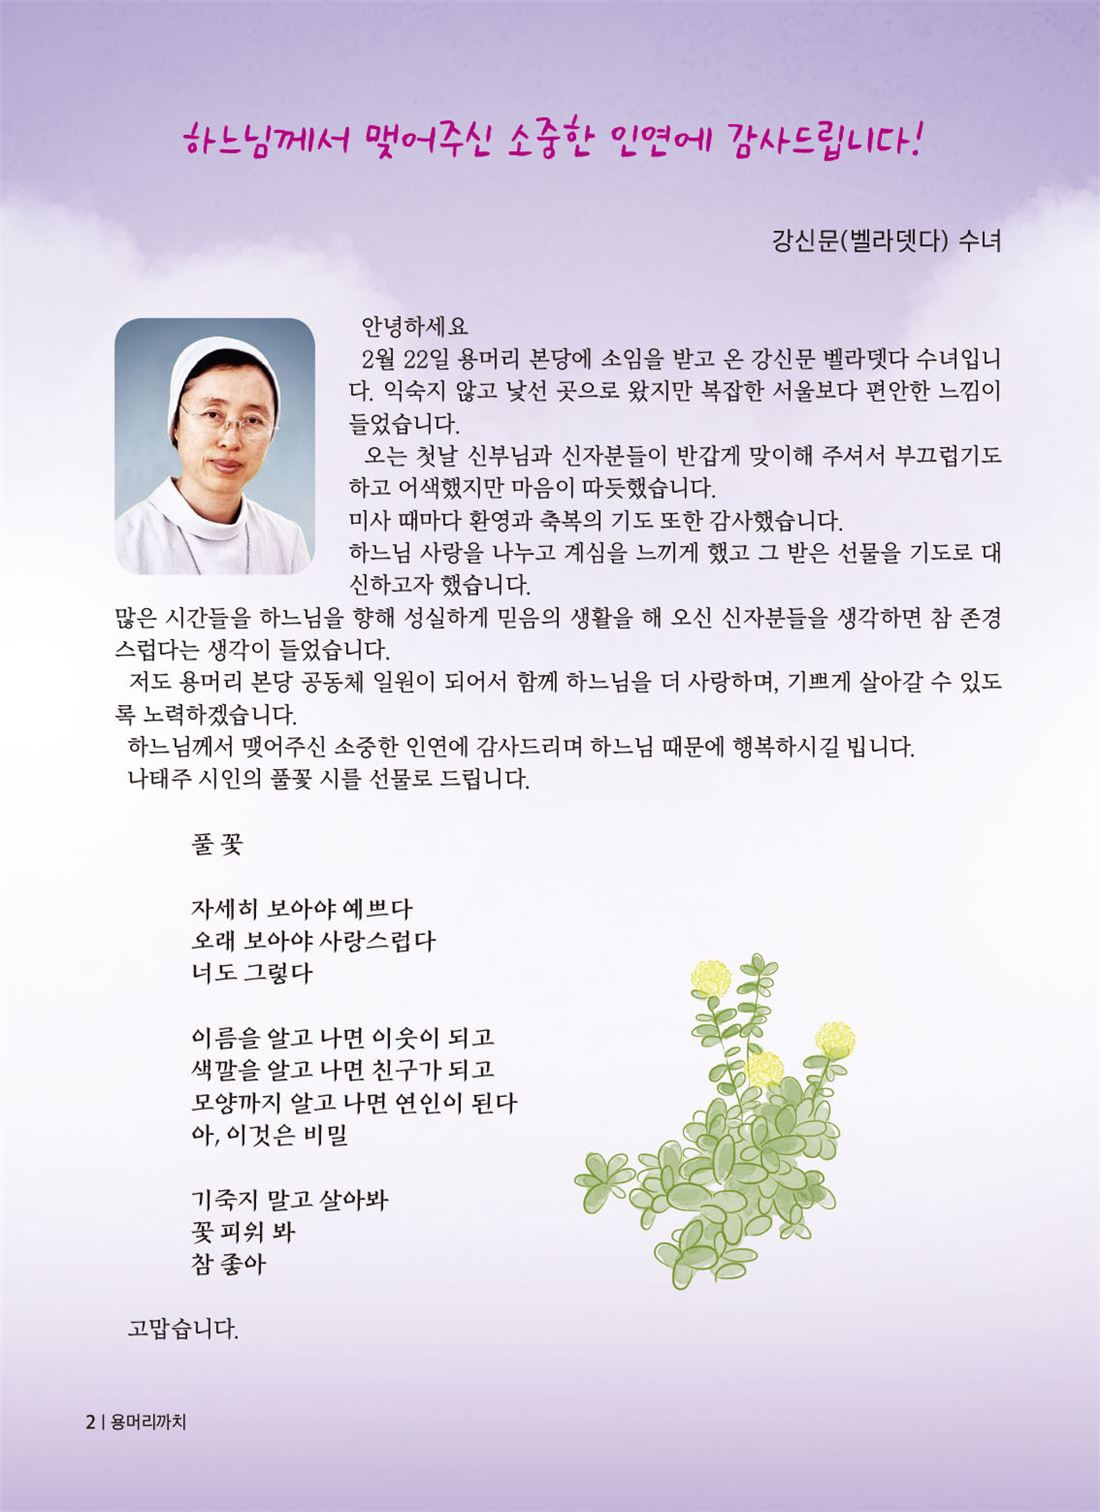 하느님께서 맺어주신 소중한 인연에 감사드립니다!
강신문(벨라뎃다) 수녀
안녕하세요
2월 22일 용머리 본당에 소임을 받고 온 강신문 벨라뎃다 수녀입니
다. 익숙지 않고 낯선 곳으로 왔지만 복잡한 서울보다 편안한 느낌이
들었습니다.
오는 첫날 신부님과 신자분들이 반갑게 맞이해 주셔서 부끄럽기도
하고 어색했지만 마음이 따듯했습니다.
미사 때마다 환영과 축복의 기도 또한 감사했습니다.
하느님 사랑을 나누고 계심을 느끼게 했고 그 받은 선물을 기도로 대
신하고자 했습니다.
많은 시간들을 하느님을 향해 성실하게 믿음의 생활을 해 오신 신자분들을 생각하면 참 존경
스럽다는 생각이 들었습니다.
저도 용머리 본당 공동체 일원이 되어서 함께 하느님을 더 사랑하며, 기쁘게 살아갈 수 있도
록 노력하겠습니다.
하느님께서 맺어주신 소중한 인연에 감사드리며 하느님 때문에 행복하시길 빕니다.
나태주 시인의 풀꽃 시를 선물로 드립니다.
풀 꽃
자세히 보아야 예쁘다
오래 보아야 사랑스럽다
너도 그렇다
이름을 알고 나면 이웃이 되고
색깔을 알고 나면 친구가 되고
모양까지 알고 나면 연인이 된다
아, 이것은 비밀
기죽지 말고 살아봐
꽃 피워 봐
참 좋아
고맙습니다.
2 | 용머리까치